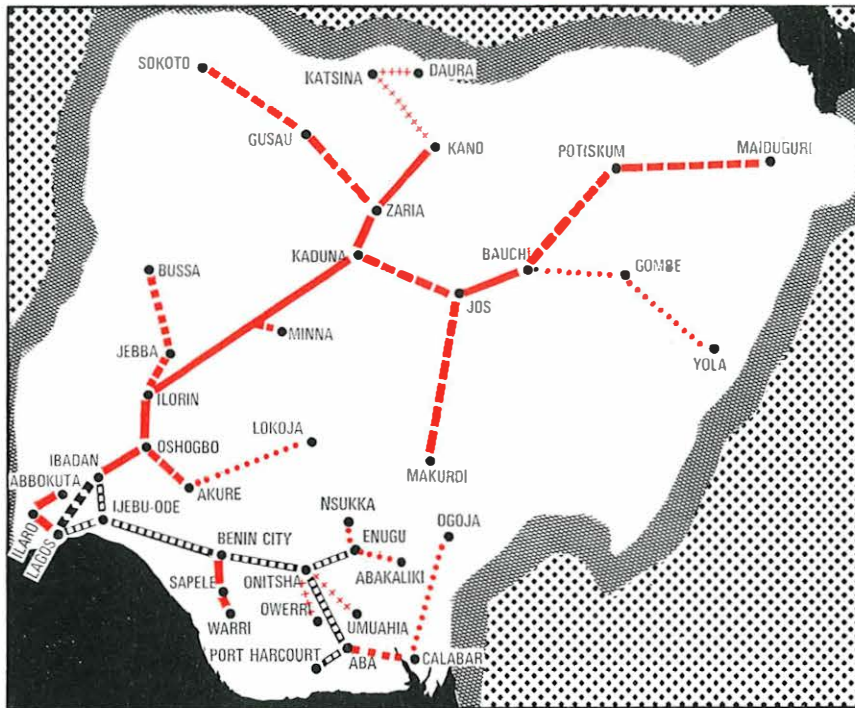 SOKOTO
KATSINA
DAURA
GUSAU
KANO
POTISKUM
MAIDUGURI
ZARIA
KADUNA
BAUCHI
GOMBE
BUSSA
JOS
MINNA
JEBBA
YOLA
ILORIN
LOKOJA
OSHOGBO
IBADAN
MAKURDI
ABBOKUTA
AKURE
IJEBU-ODE
NSUKKA
OGOJA
ILARO
LAGOS
BENIN CITY
ENUGU
ONITSHA
ABAKALIKI
SAPELE
OWERRI
WARRI
UMUAHIA
PORT HARCOURT
ABA
CALABAR